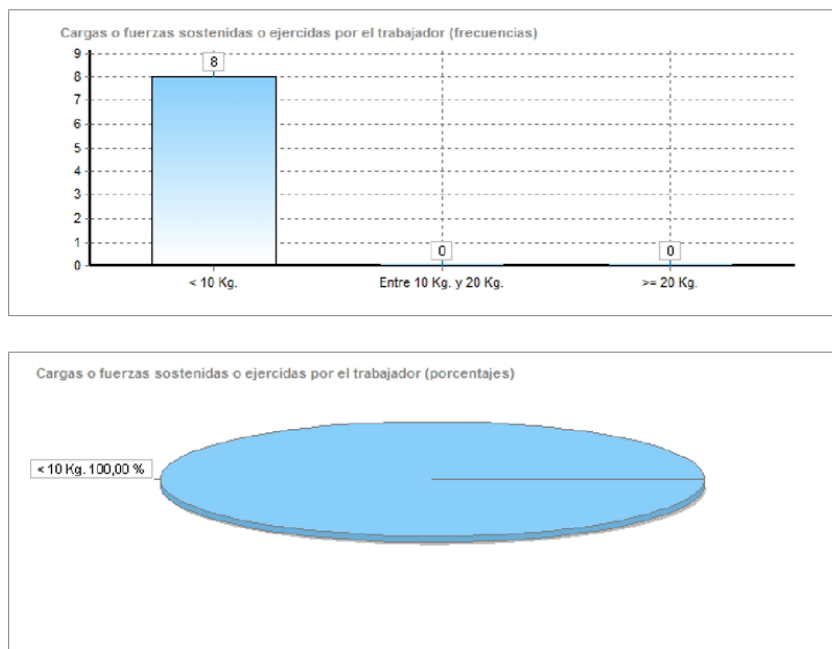 Cargas o fuerzas sostenidas o ejercidas por el trabajador (frecuencias)
9
8
8
7
6
5
4
3
2
1
0
0
0
< 10 Kg.
Entre 10 Kg. y 20 Kg.
>= 20 Kg.
Cargas o fuerzas sostenidas o ejercidas por el trabajador (porcentajes)
< 10 Kg. 100,00 %